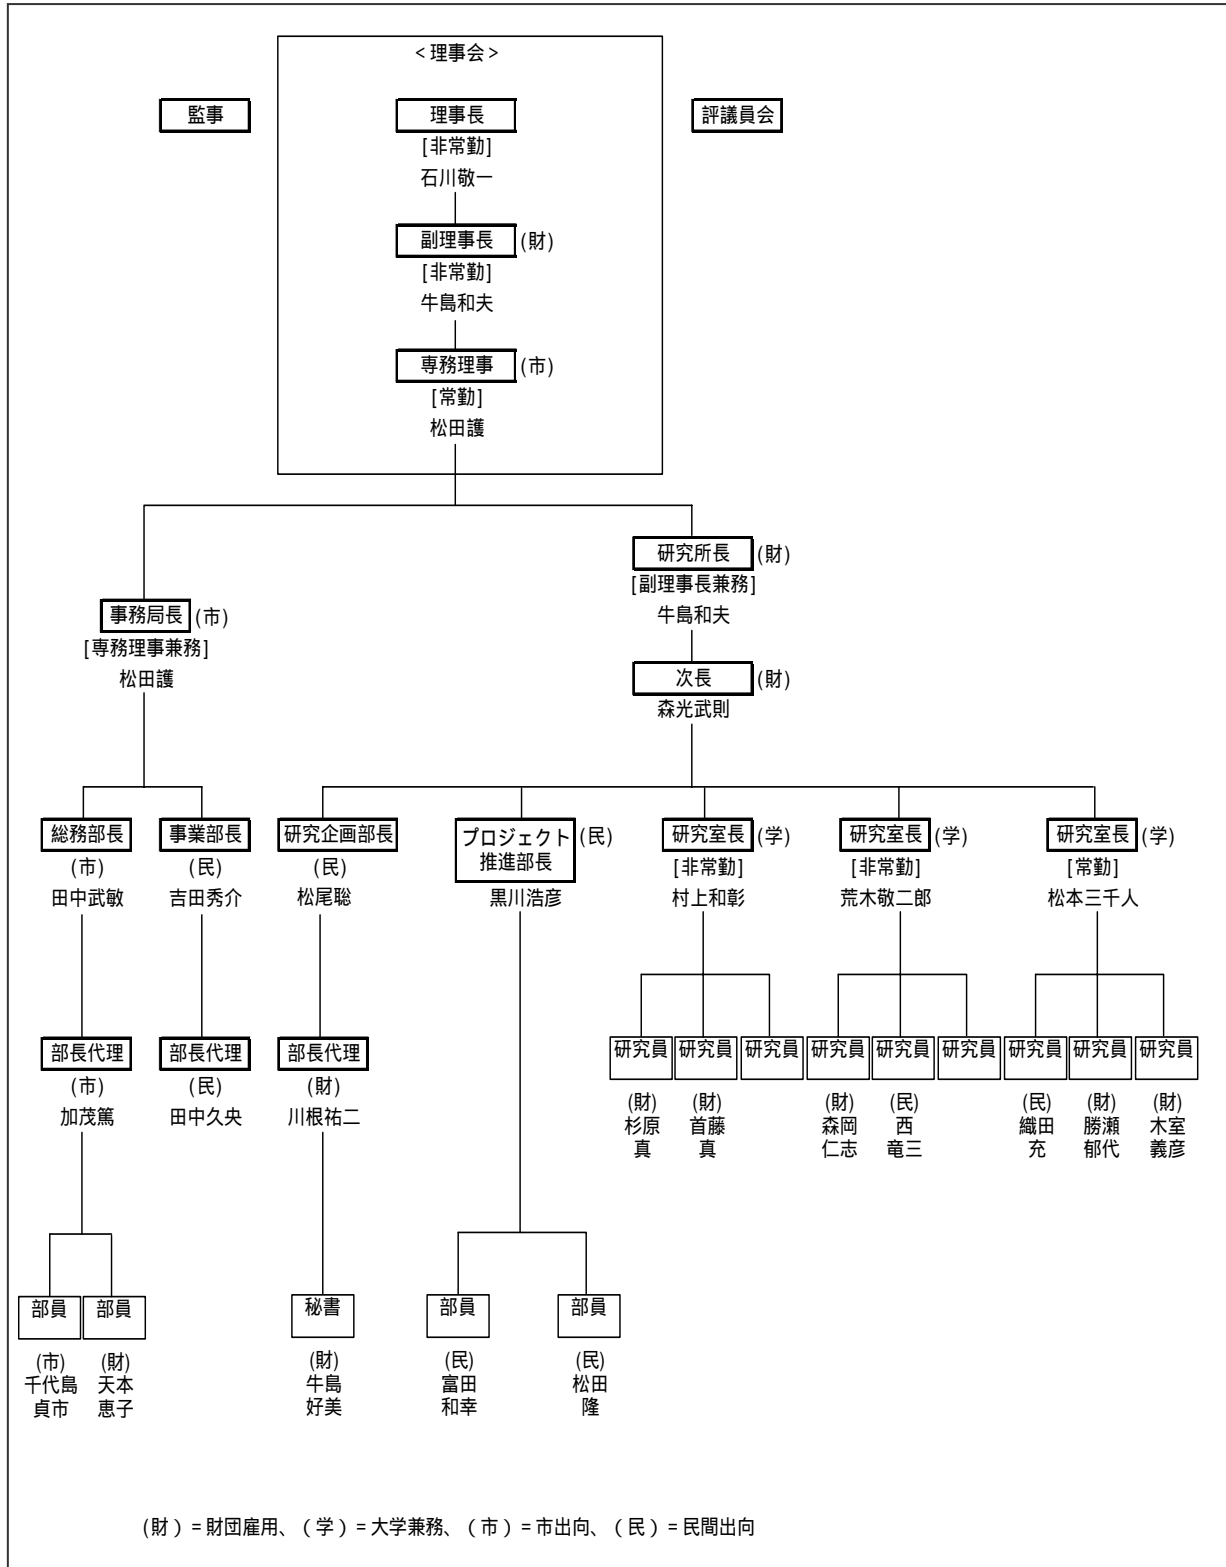 <理事会>
監事
理事長
評議員会
[非常勤]
石川敬一
副理事長 (財)
[非常勤]
牛島和夫
専務理事 (市)
[常勤]
松田護
研究所長 (財)
[副理事長兼務]
牛島和夫
事務局長 (市)
[専務理事兼務]
松田護
次長 (財)
森光武則
総務部長
(市)
田中武敏
事業部長
(民)
吉田秀介
研究企画部長
(民)
松尾聡
プロジェクト
推進部長
(民)
黒川浩彦
研究室長 (学)
[非常勤]
村上和彰
研究室長 (学)
[非常勤]
荒木敬二郎
研究室長 (学)
[常勤]
松本三千人
部長代理
(市)
加茂篤
部長代理
(民)
田中久央
部長代理
(財)
川根祐二
研究員
(財)
杉原
真
研究員
(財)
首藤
真
研究員
研究員
(財)
森岡
仁志
研究員
(民)
西
竜三
研究員
研究員
(民)
織田
充
研究員
(財)
勝瀬
郁代
研究員
(財)
木室
義彦
部員
(市)
千代島
貞市
部員
(財)
天本
恵子
秘書
(財)
牛島
好美
部員
(民)
富田
和幸
部員
(民)
松田
隆
(財)=財団雇用、(学)=大学兼務、(市)=市出向、(民)=民間出向